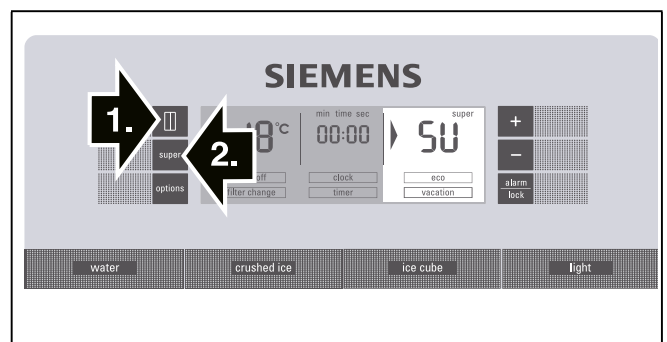 SIEMENS
1.
2.
super
options
18°C
min time sec
00:00
super
SU
off
filter change
clock
timer
eco
vacation
+
−
alarm
lock
water
crushed ice
ice cube
light